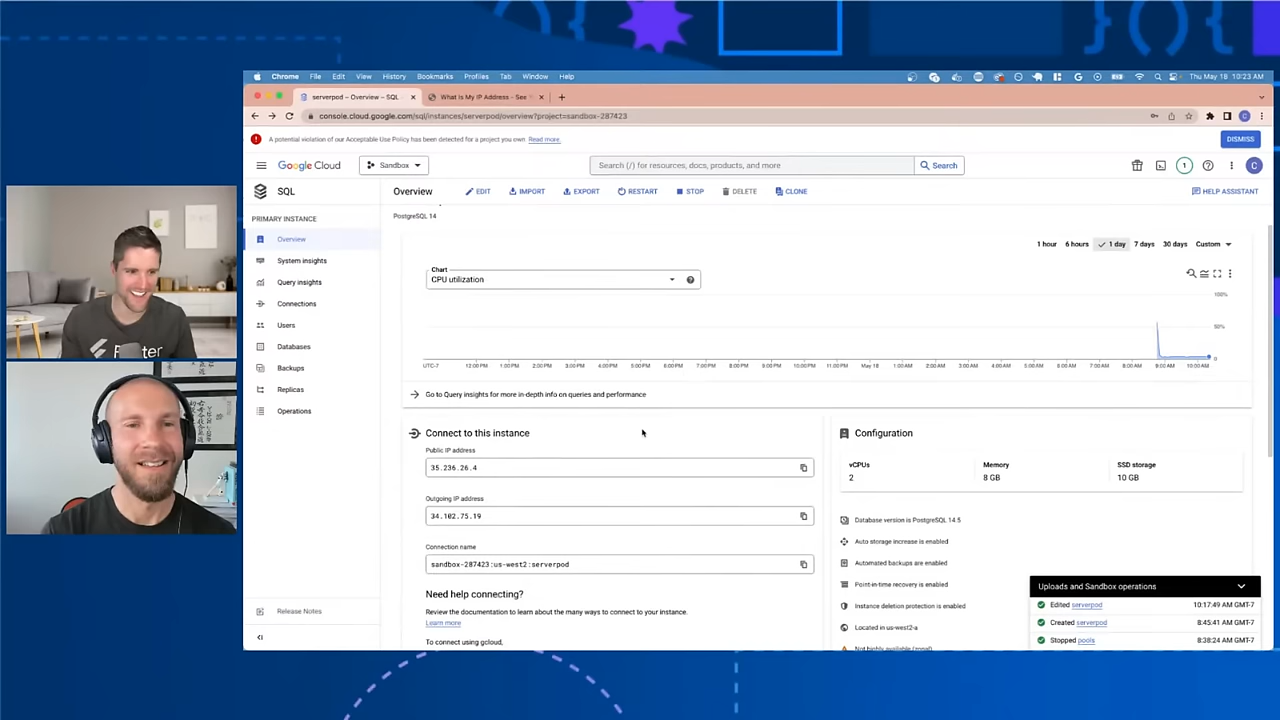 Chrome File Edit View History Bookmarks Profiles Tab Window Help Thu May 18 10:23 AM
serverpod – Overview – SQL What Is My IP Address - See
console.cloud.google.com/sql/instances/serverpod/overview?project=sandbox-287423
A potential violation of our Acceptable Use Policy has been detected for a project you own. Read more. DISMISS
Google Cloud Sandbox Search (/) for resources, docs, products, and more Search 1 C
SQL Overview EDIT IMPORT EXPORT RESTART STOP DELETE CLONE HELP ASSISTANT
PRIMARY INSTANCE
Overview
System insights
Query insights
Connections
Users
Databases
Backups
Replicas
Operations
Release Notes
PostgreSQL 14
1 hour 6 hours 1 day 7 days 30 days Custom
Chart
CPU utilization
100%
50%
0
UTC-7 12:00 PM 1:00 PM 2:00 PM 3:00 PM 4:00 PM 5:00 PM 6:00 PM 7:00 PM 8:00 PM 9:00 PM 10:00 PM 11:00 PM May 18 1:00 AM 2:00 AM 3:00 AM 4:00 AM 5:00 AM 6:00 AM 7:00 AM 8:00 AM 9:00 AM 10:00 AM
Go to Query insights for more in-depth info on queries and performance
Connect to this instance
Public IP address
35.236.26.4
Outgoing IP address
34.102.75.19
Connection name
sandbox-287423:us-west2:serverpod
Need help connecting?
Review the documentation to learn about the many ways to connect to your instance.
Learn more
To connect using gcloud,
Configuration
vCPUs Memory SSD storage
2 8 GB 10 GB
Database version is PostgreSQL 14.5
Auto storage increase is enabled
Automated backups are enabled
Point-in-time recovery is enabled
Instance deletion protection is enabled
Located in us-west2-a
Not highly available (zonal)
Uploads and Sandbox operations
Edited serverpod 10:17:49 AM GMT-7
Created serverpod 8:45:41 AM GMT-7
Stopped pools 8:38:24 AM GMT-7